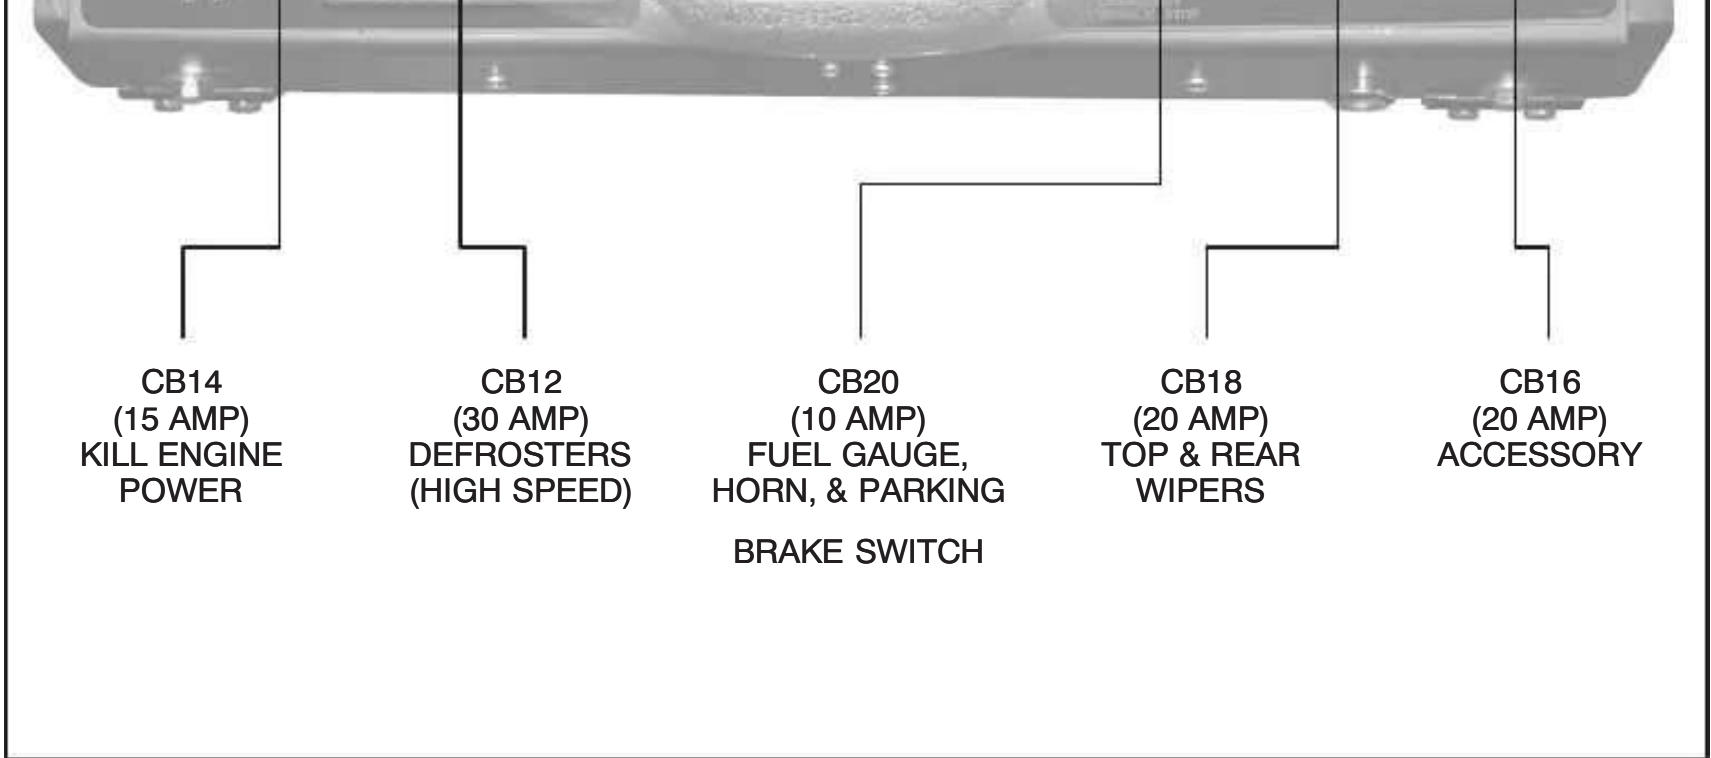 CB14
(15 AMP)
KILL ENGINE
POWER
CB12
(30 AMP)
DEFROSTERS
(HIGH SPEED)
CB20
(10 AMP)
FUEL GAUGE,
HORN, & PARKING
BRAKE SWITCH
CB18
(20 AMP)
TOP & REAR
WIPERS
CB16
(20 AMP)
ACCESSORY